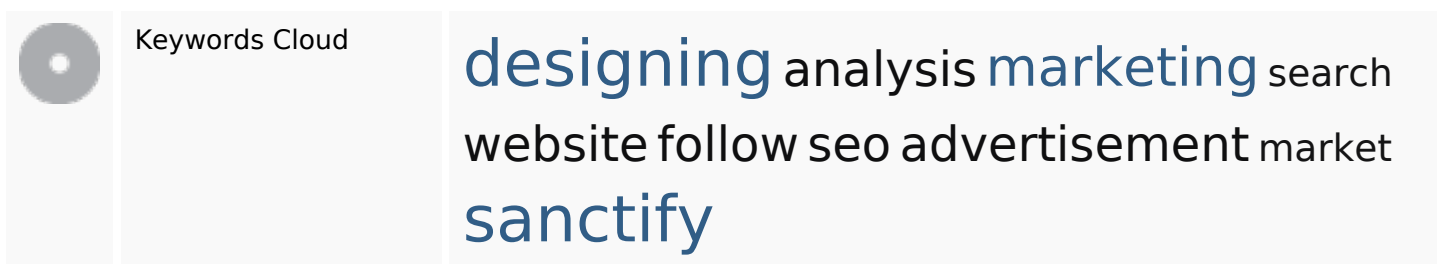 Keywords Cloud
designing analysis marketing search
website follow seo advertisement market
sanctify